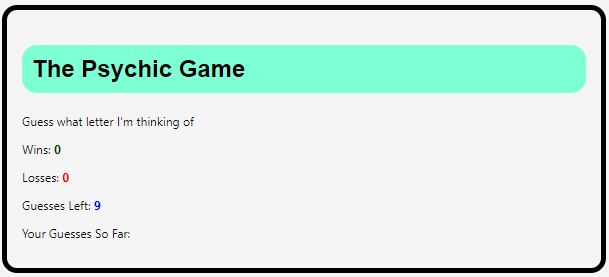 The Psychic Game
Guess what letter I'm thinking of
Wins: 0
Losses: 0
Guesses Left: 9
Your Guesses So Far: